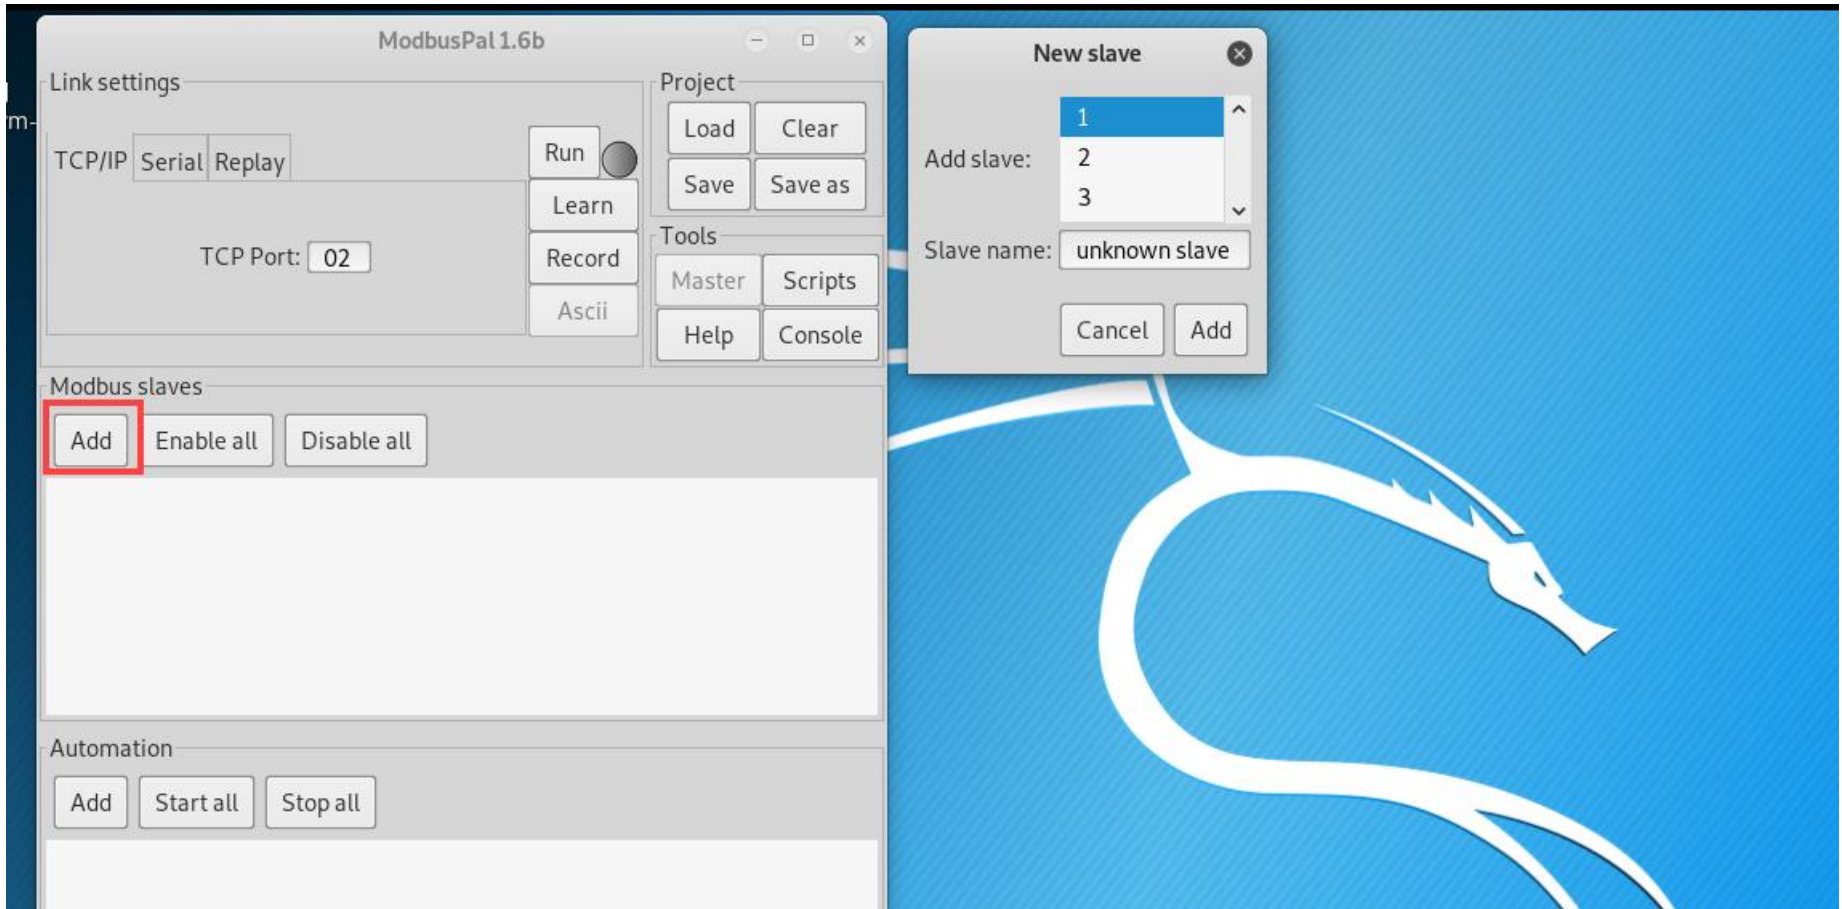 ModbusPal 1.6b
Link settings
TCP/IP Serial Replay
TCP Port: 02
Run
Learn
Record
Ascii
Project
Load Clear
Save Save as
Tools
Master Scripts
Help Console
Modbus slaves
Add Enable all Disable all
Automation
Add Start all Stop all
New slave
Add slave:
1
2
3
Slave name: unknown slave
Cancel Add
m-